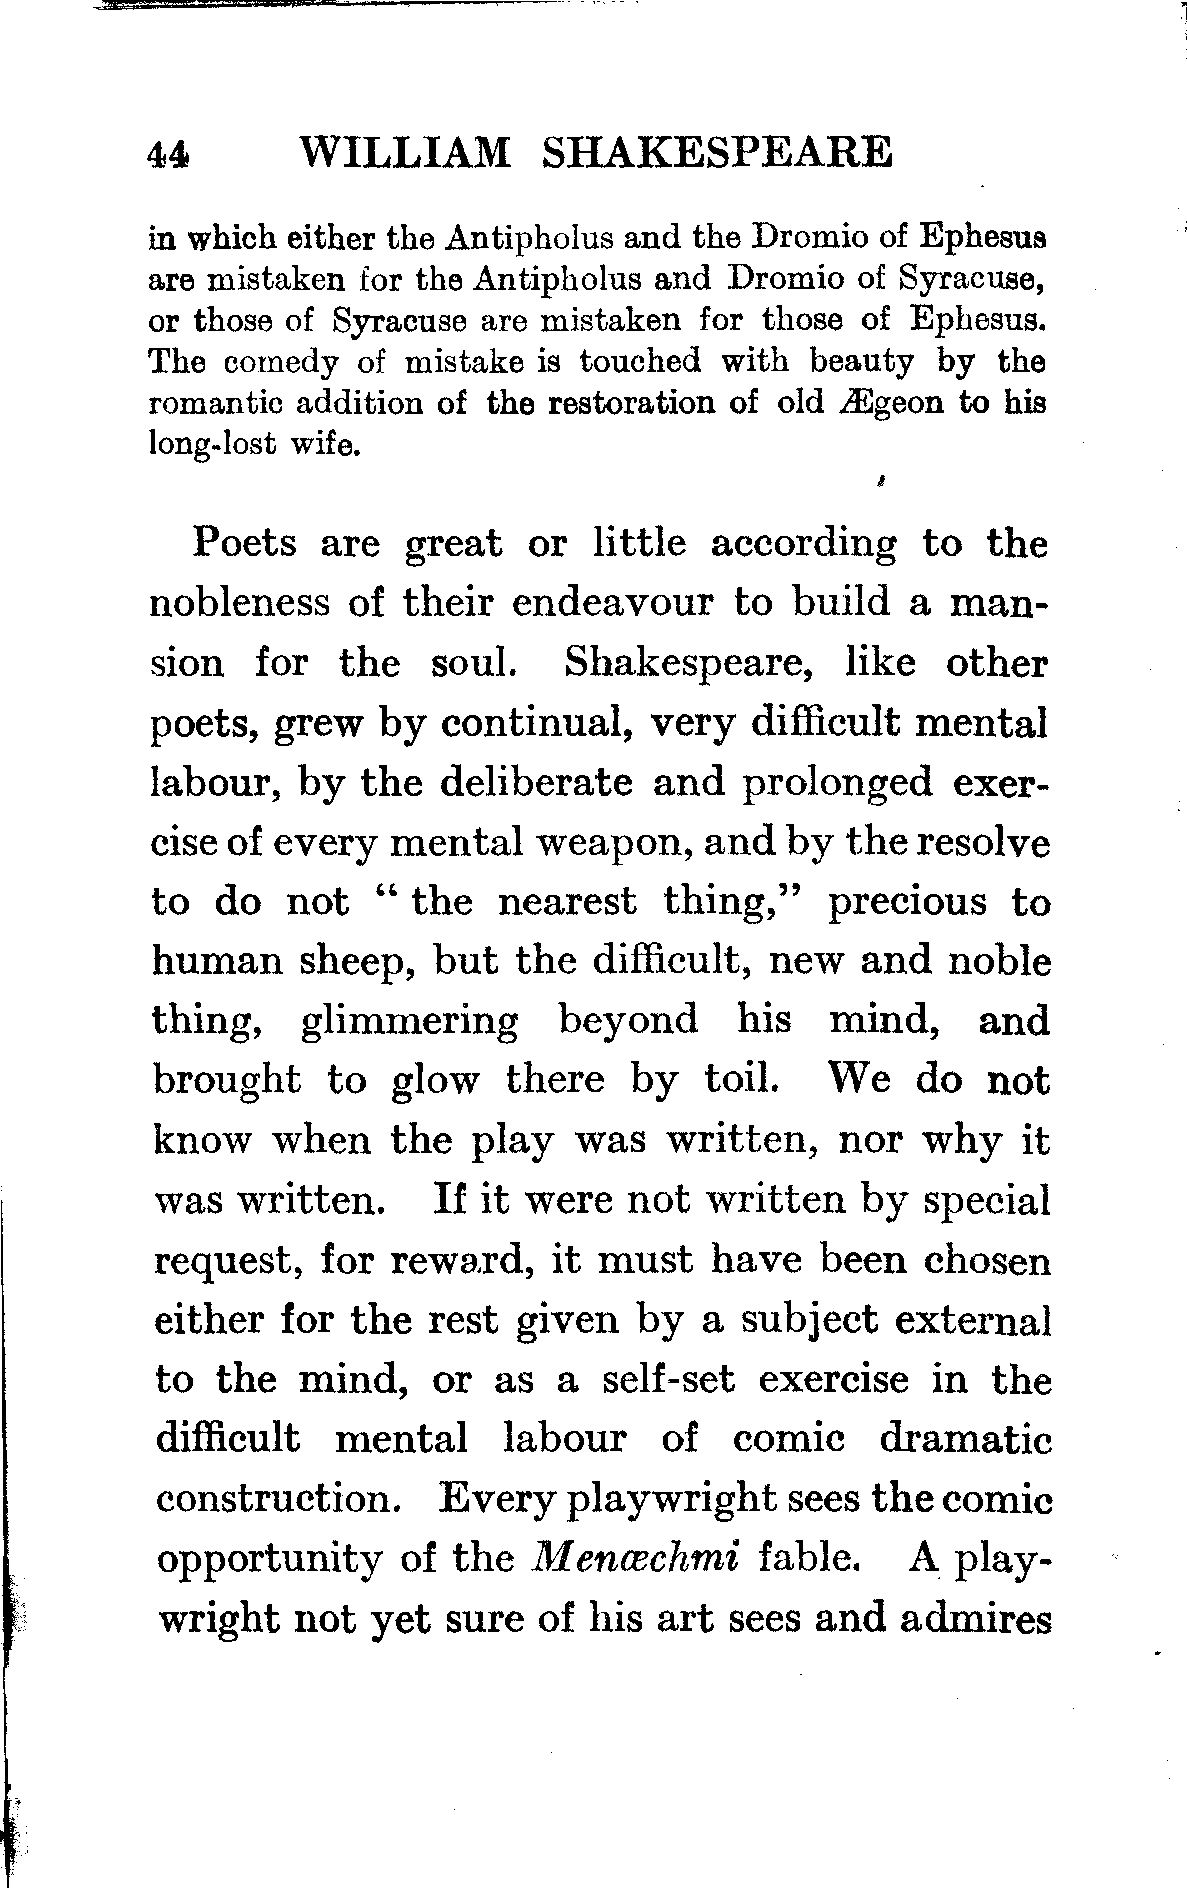 44 WILLIAM SHAKESPEARE
in which either the Antipholus and the Dromio of Ephesus
are mistaken for the Antipholus and Dromio of Syracuse,
or those of Syracuse are mistaken for those of Ephesus.
The comedy of mistake is touched with beauty by the
romantic addition of the restoration of old Ægeon to his
long-lost wife.
Poets are great or little according to the
nobleness of their endeavour to build a man-
sion for the soul. Shakespeare, like other
poets, grew by continual, very difficult mental
labour, by the deliberate and prolonged exer-
cise of every mental weapon, and by the resolve
to do not “ the nearest thing,” precious to
human sheep, but the difficult, new and noble
thing, glimmering beyond his mind, and
brought to glow there by toil. We do not
know when the play was written, nor why it
was written. If it were not written by special
request, for reward, it must have been chosen
either for the rest given by a subject external
to the mind, or as a self-set exercise in the
difficult mental labour of comic dramatic
construction. Every playwright sees the comic
opportunity of the Menœchmi fable. A play-
wright not yet sure of his art sees and admires